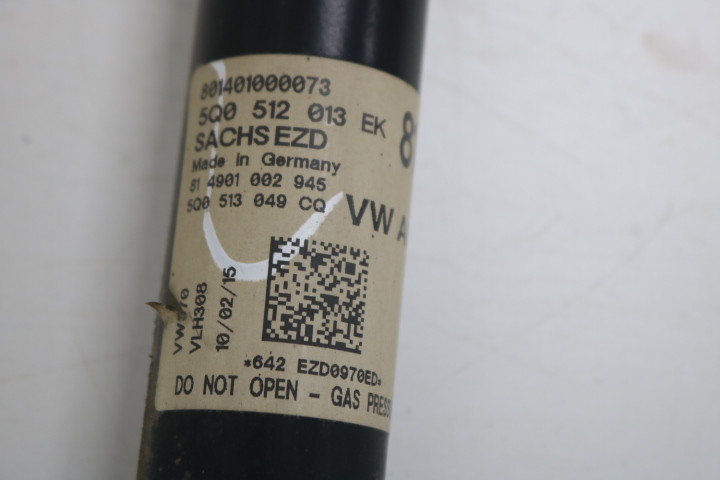 801401000073
5Q0 512 013 EK
SACHS EZD
Made in Germany
81 4901 002 945
5Q0 513 049 CQ
VW A
VLH308
10/02/15
*642 EZD0970ED*
DO NOT OPEN - GAS